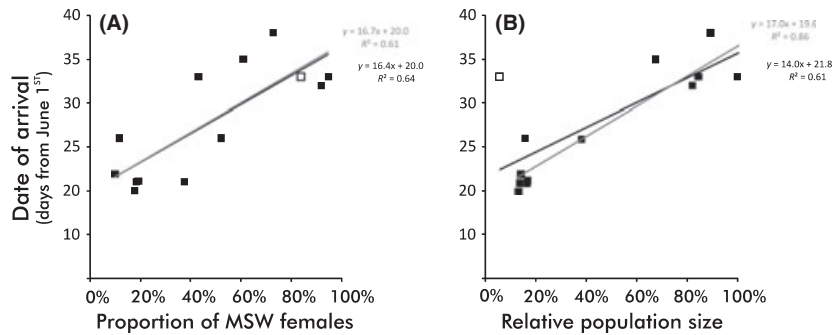 (A)
y = 16.7x + 20.0
R² = 0.61
y = 16.4x + 20.0
R² = 0.64
40
35
30
25
20
10
0% 20% 40% 60% 80% 100%
Proportion of MSW females
Date of arrival
(days from June 1ST)
(B)
y = 17.0x + 19.6
R² = 0.86
y = 14.0x + 21.8
R² = 0.61
40
35
30
25
20
10
0% 20% 40% 60% 80% 100%
Relative population size